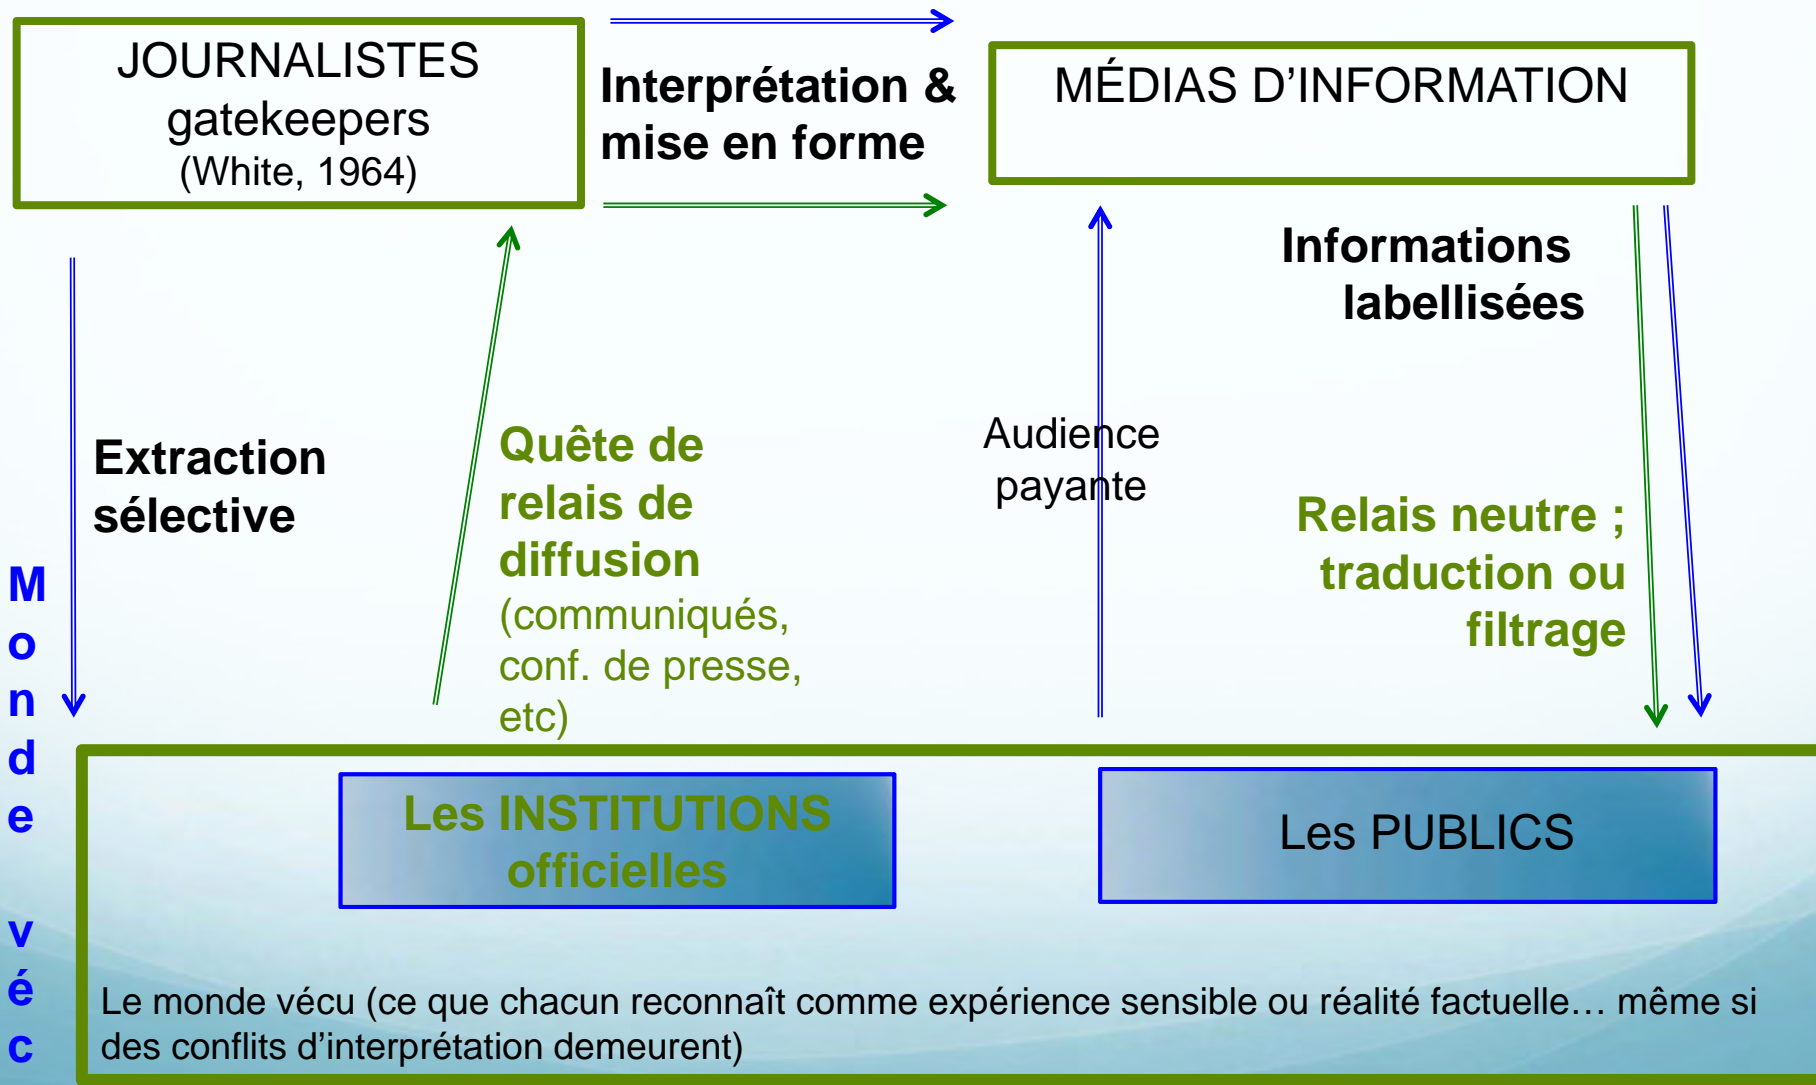 JOURNALISTES
gatekeepers
(White, 1964)
Interprétation &
mise en forme
MÉDIAS D’INFORMATION
Informations
labellisées
Extraction
sélective
Quête de
relais de
diffusion
(communiqués,
conf. de presse,
etc)
Audience
payante
Relais neutre ;
traduction ou
filtrage
M
o
n
d
e
v
é
c
Les INSTITUTIONS
officielles
Les PUBLICS
Le monde vécu (ce que chacun reconnaît comme expérience sensible ou réalité factuelle… même si
des conflits d’interprétation demeurent)